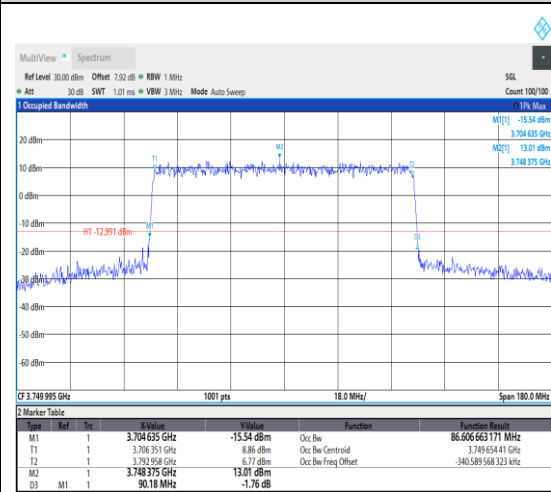 MultiView Spectrum
Ref Level 30.00 dBm Offset 7.92 dB RBW 1 MHz SGL
Att 30 dB SWT 1.01 ms VBW 3 MHz Mode Auto Sweep Count 100/100
1 Occupied Bandwidth 1Pk Max
M1[1] -15.54 dBm
3.704 635 GHz
M2[1] 13.01 dBm
3.748 375 GHz
20 dBm
10 dBm
0 dBm
-10 dBm
-20 dBm
-30 dBm
-40 dBm
-50 dBm
-60 dBm
T1
M2
T2
M1
H1 -12.991 dBm
D3
CF 3.749 995 GHz 1001 pts 18.0 MHz/ Span 180.0 MHz
2 Marker Table
Type Ref Trc X-Value Y-Value Function Function Result
M1 1 3.704 635 GHz -15.54 dBm Occ Bw 86.606 663 171 MHz
T1 1 3.706 351 GHz 8.86 dBm Occ Bw Centroid 3.749 654 41 GHz
T2 1 3.792 958 GHz 6.77 dBm Occ Bw Freq Offset -340.589 568 323 kHz
M2 1 3.748 375 GHz 13.01 dBm
D3 M1 1 90.18 MHz -1.76 dB